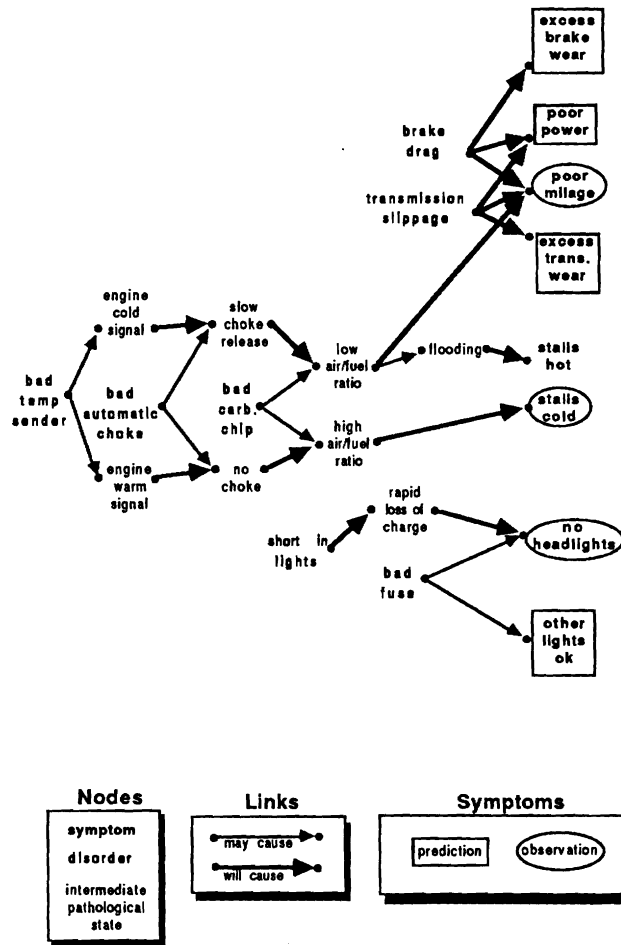 excess
brake
wear
poor
power
brake
drag
poor
milage
transmission
slippage
excess
trans.
wear
engine
cold
signal
slow
choke
release
low
air/fuel
ratio
flooding
stalls
hot
bad
temp
sender
bad
automatic
choke
bad
carb.
chip
stalls
cold
high
air/fuel
ratio
engine
warm
signal
no
choke
rapid
loss of
charge
short in
lights
no
headlights
bad
fuse
other
lights
ok
Nodes
symptom
disorder
intermediate
pathological
state
Links
may cause
will cause
Symptoms
prediction
observation